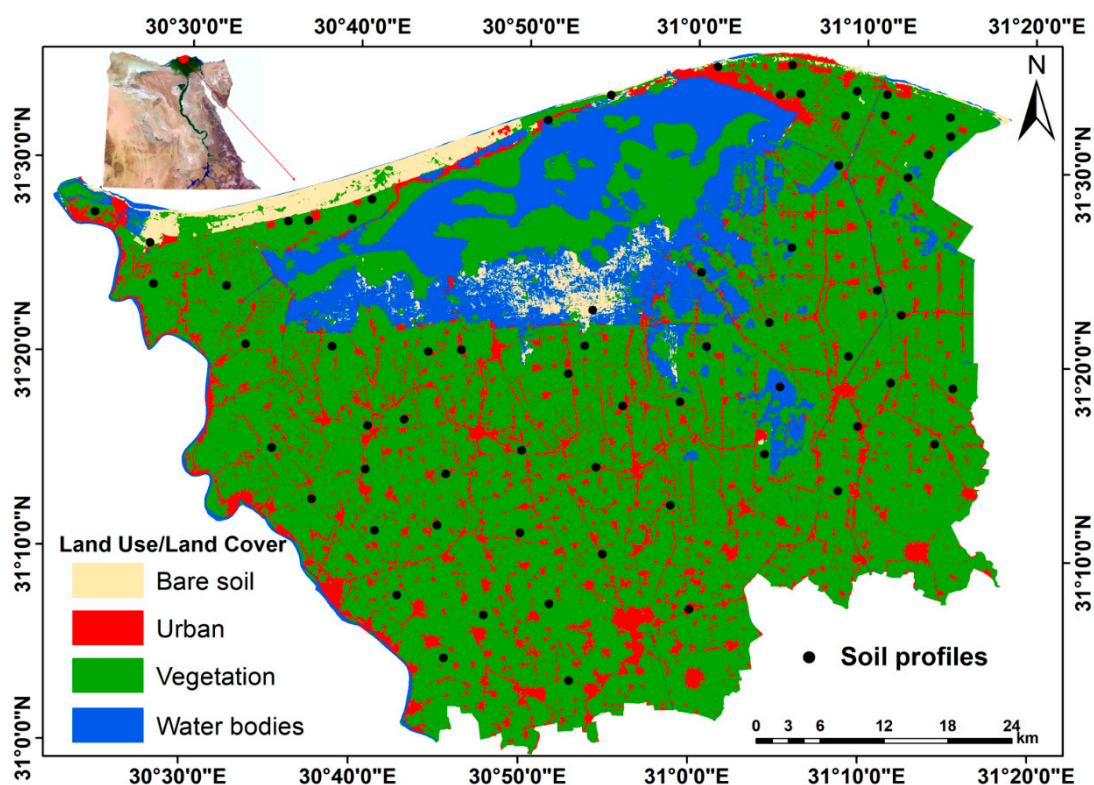 30°30'0"E 30°40'0"E 30°50'0"E 31°0'0"E 31°10'0"E 31°20'0"E
N
31°30'0"N 31°30'0"N
31°20'0"N 31°20'0"N
31°10'0"N 31°10'0"N
31°0'0"N
Land Use/Land Cover
Bare soil
Urban
Vegetation
Water bodies
Soil profiles
0 3 6 12 18 24
km
30°30'0"E 30°40'0"E 30°50'0"E 31°0'0"E 31°10'0"E 31°20'0"E